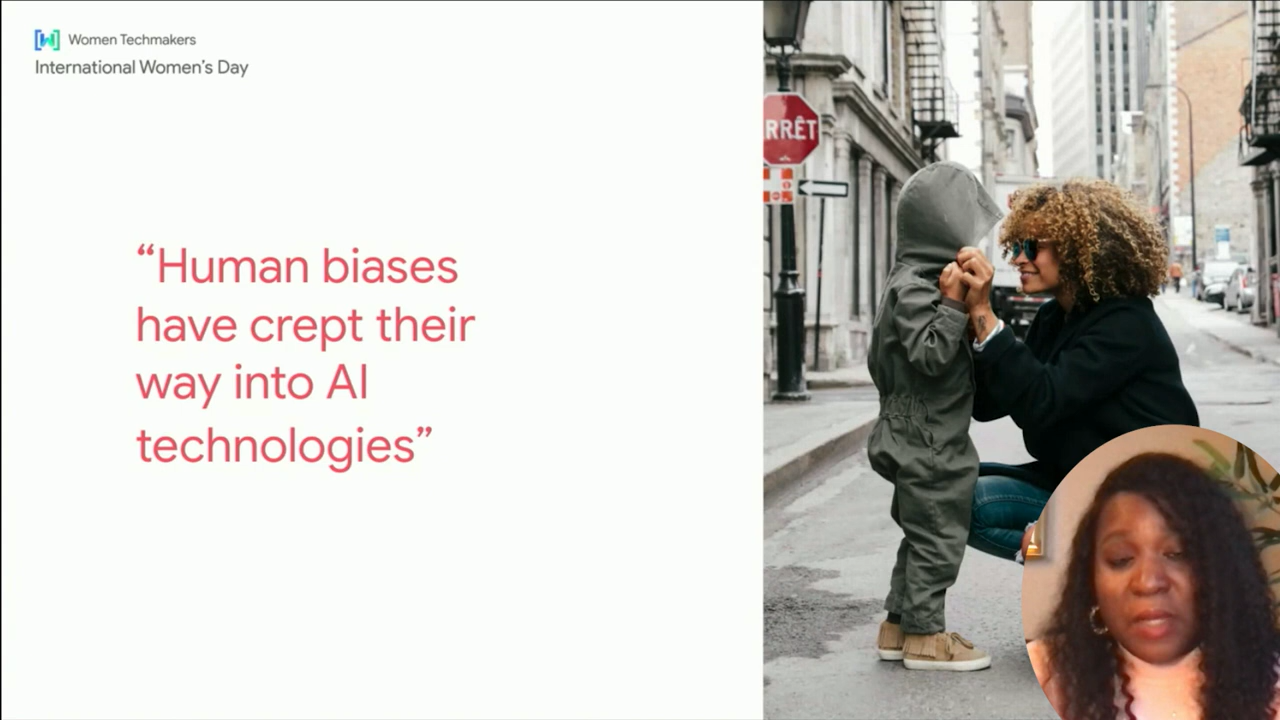 Women Techmakers
International Women's Day
“Human biases
have crept their
way into AI
technologies”
RRÊT